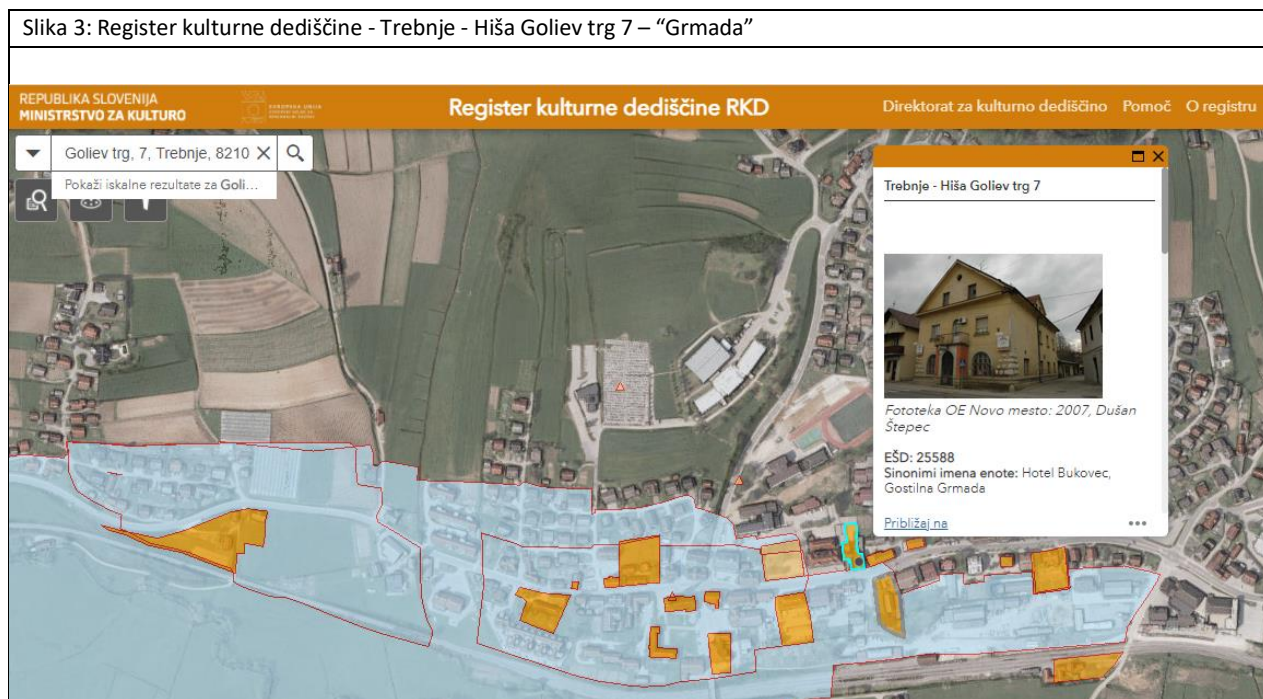 Slika 3: Register kulturne dediščine - Trebnje - Hiša Goliev trg 7 – “Grmada”
REPUBLIKA SLOVENIJA
MINISTRSTVO ZA KULTURO
Register kulturne dediščine RKD
Direktorat za kulturno dediščino Pomoč O registru
Goliev trg, 7, Trebnje, 8210
Pokaži iskalne rezultate za Goli...
Trebnje - Hiša Goliev trg 7
Fototeka OE Novo mesto: 2007, Dušan
Štepec
EŠD: 25588
Sinonimi imena enote: Hotel Bukovec,
Gostilna Grmada
Približaj na